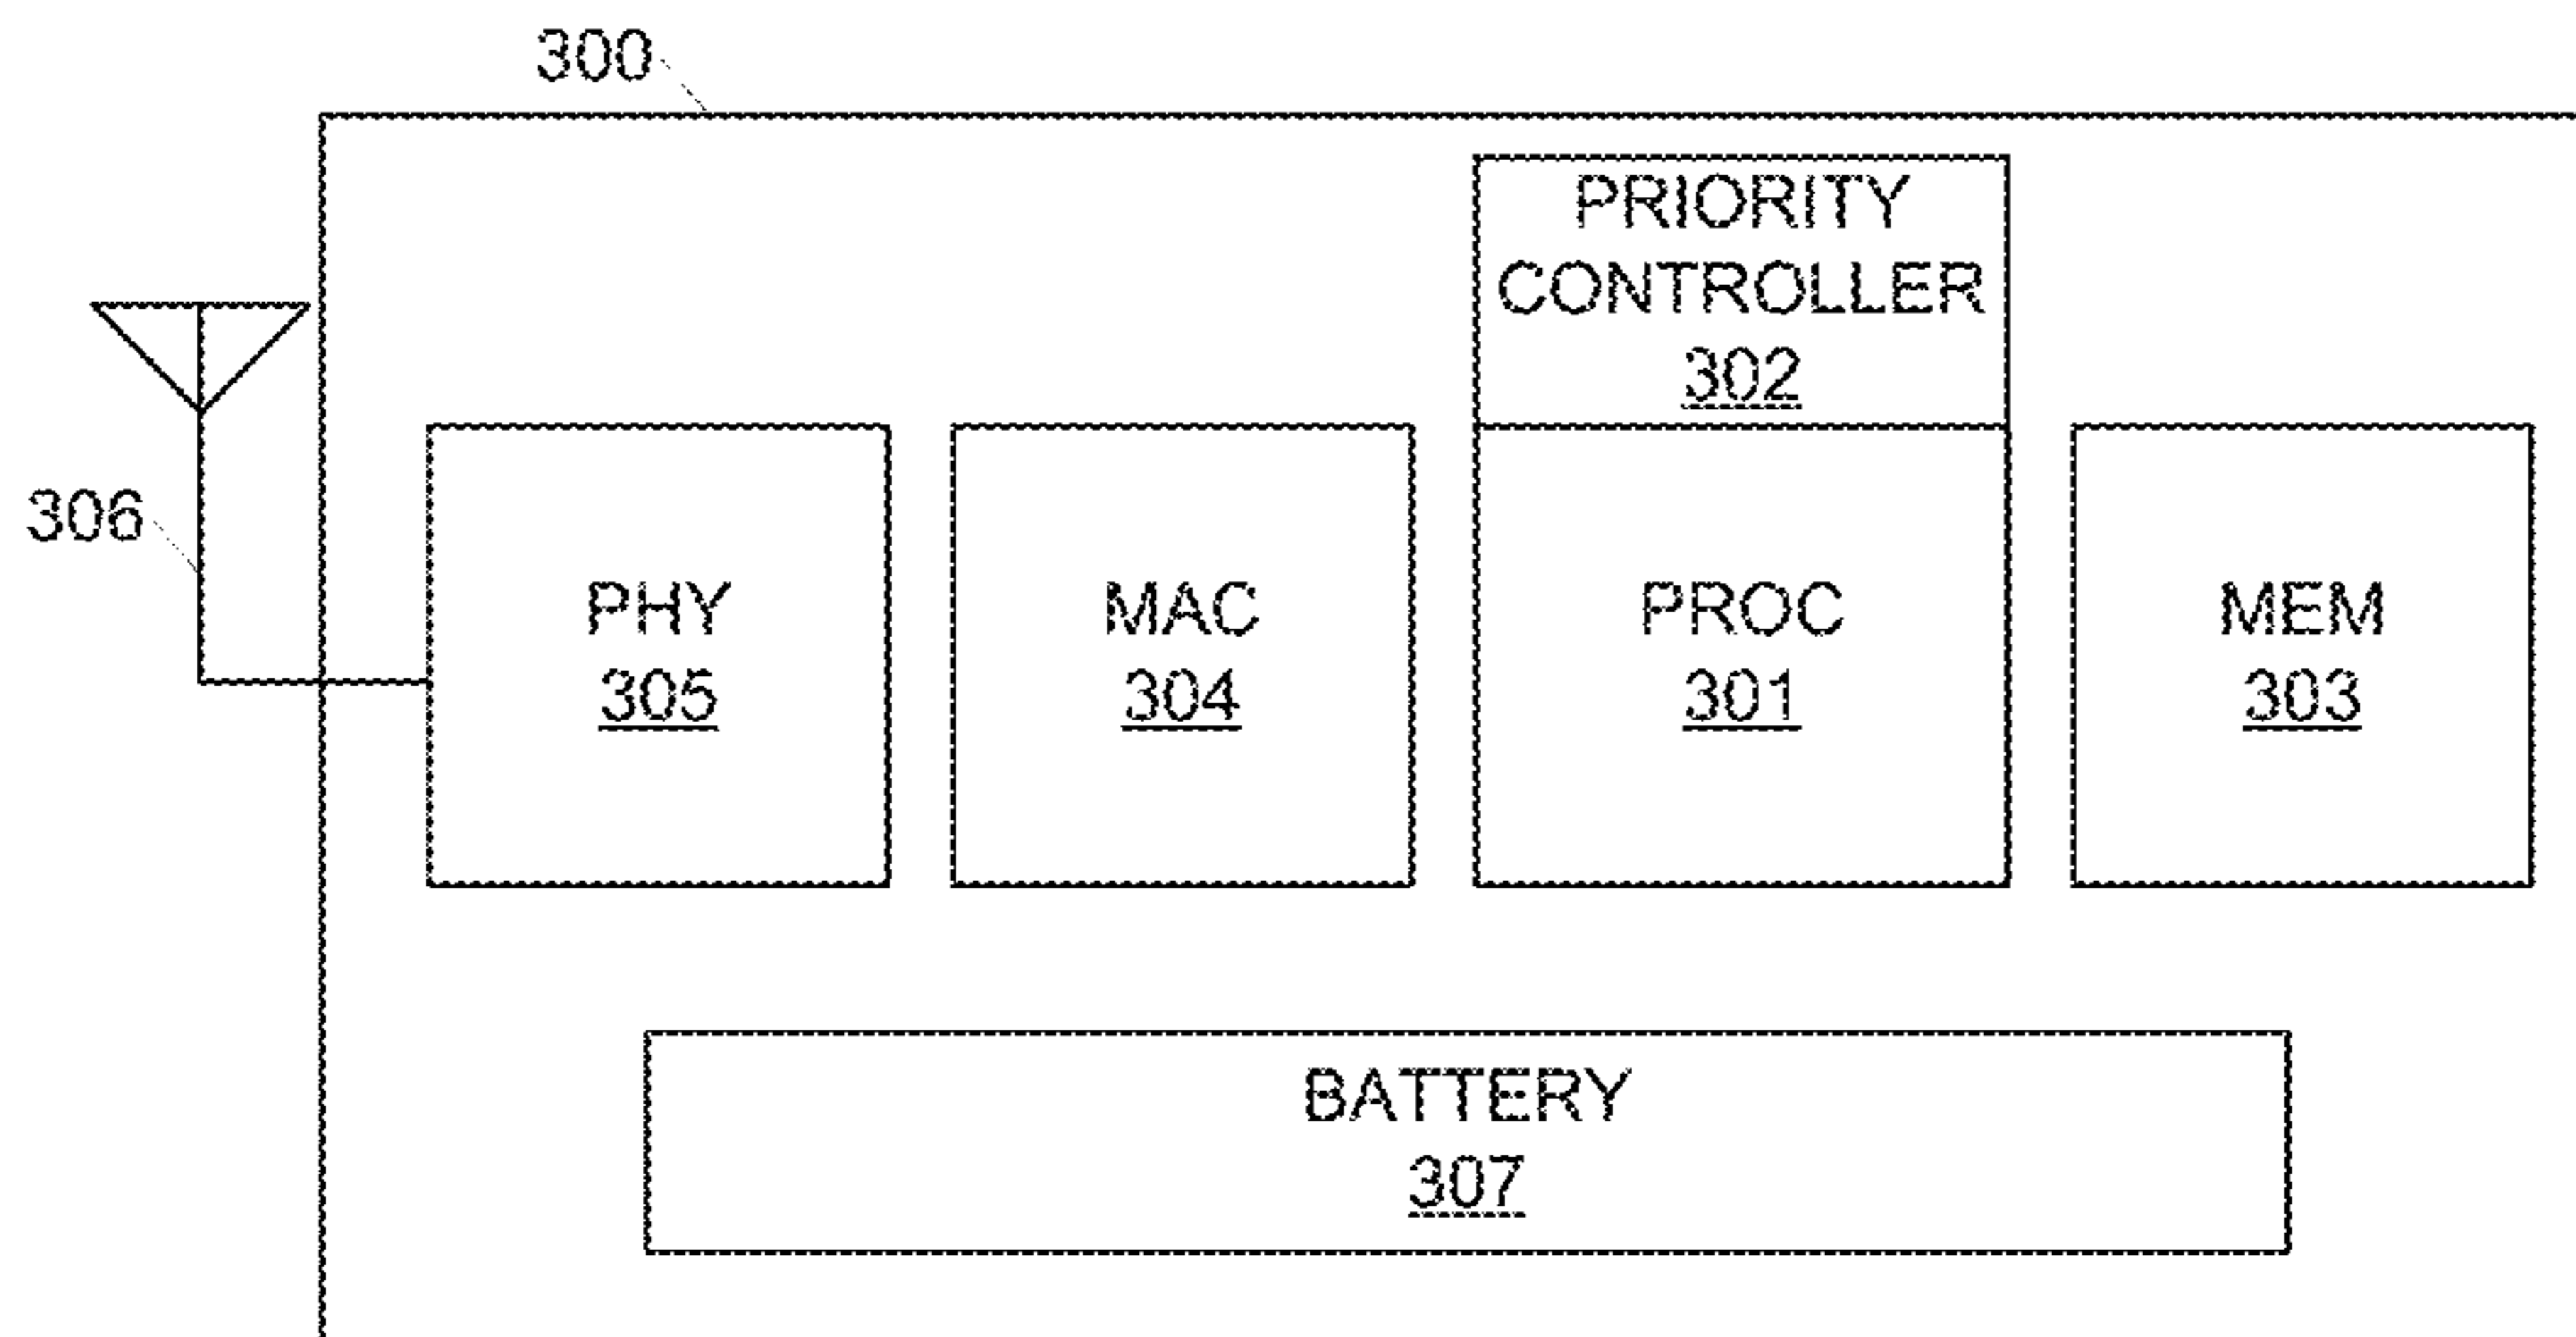 300
PRIORITY
CONTROLLER
302
306
PHY
305
MAC
304
PROC
301
MEM
303
BATTERY
307